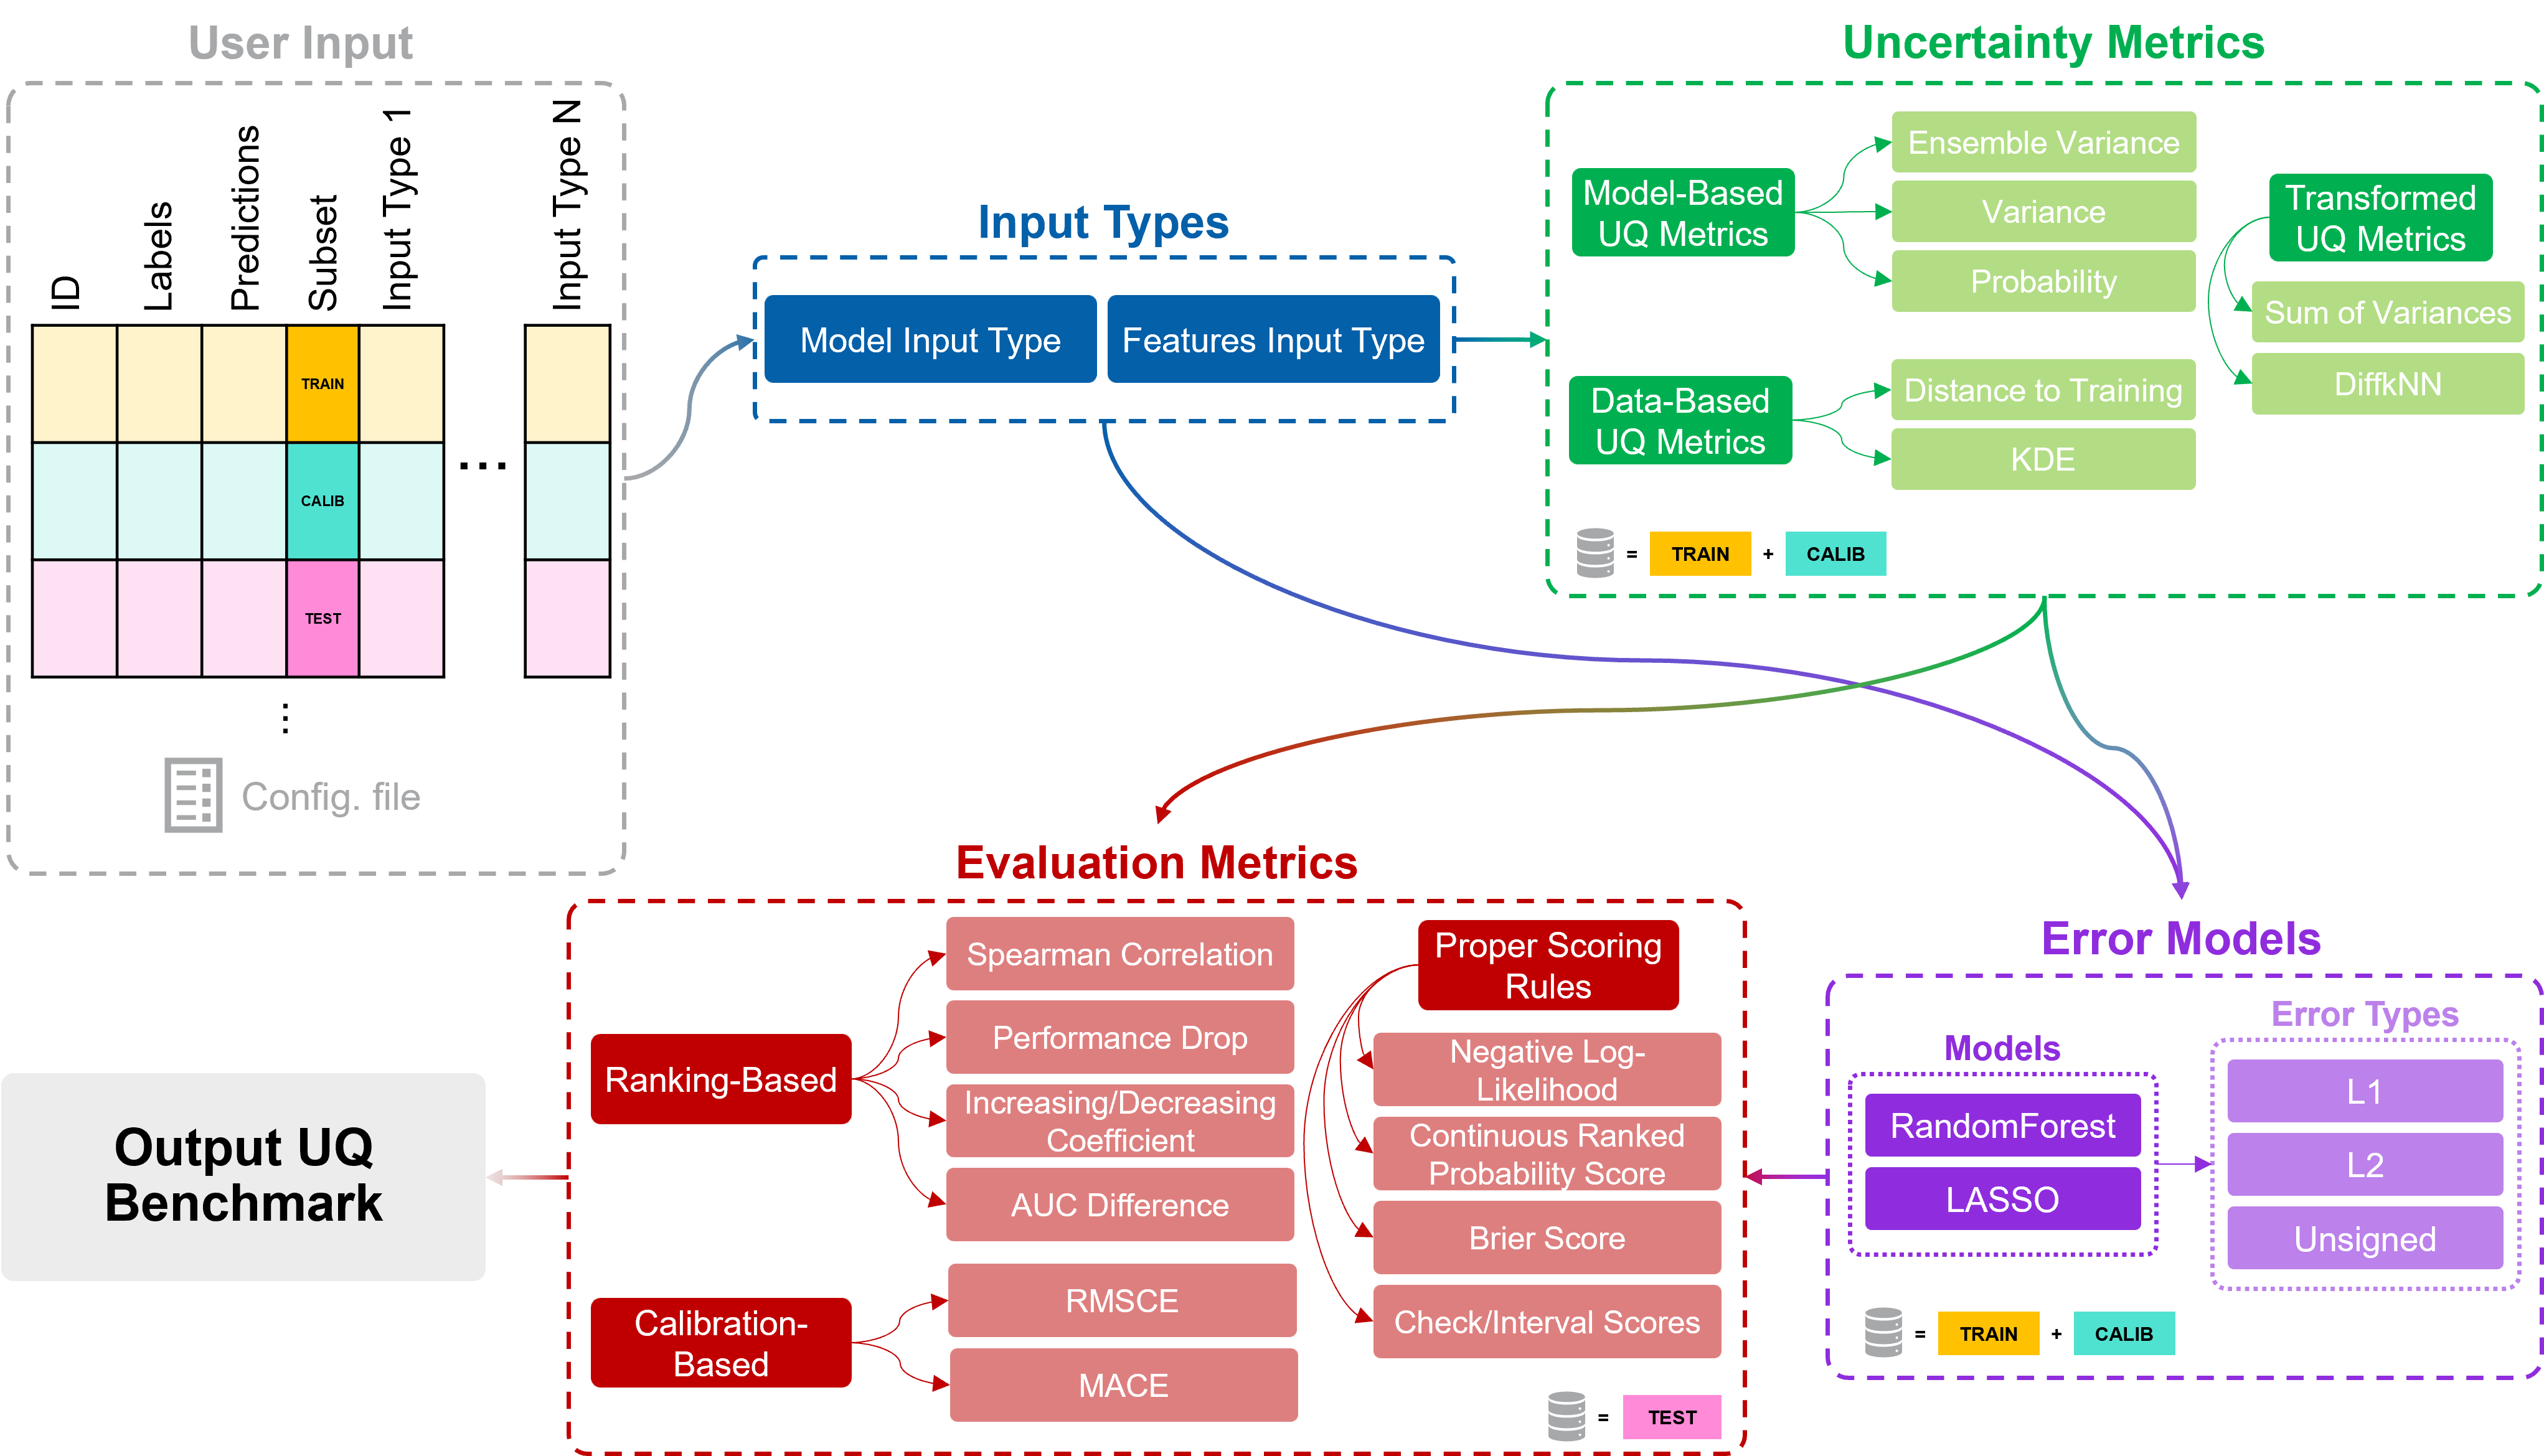 User Input
ID
Labels
Predictions
Subset
Input Type 1
...
Input Type N
TRAIN
CALIB
TEST
...
Config. file
Input Types
Model Input Type
Features Input Type
Uncertainty Metrics
Model-Based
UQ Metrics
Ensemble Variance
Variance
Probability
Data-Based
UQ Metrics
Distance to Training
KDE
Transformed
UQ Metrics
Sum of Variances
DiffkNN
= TRAIN + CALIB
Evaluation Metrics
Ranking-Based
Spearman Correlation
Performance Drop
Increasing/Decreasing
Coefficient
AUC Difference
Calibration-
Based
RMSCE
MACE
Proper Scoring
Rules
Negative Log-
Likelihood
Continuous Ranked
Probability Score
Brier Score
Check/Interval Scores
= TEST
Error Models
Models
RandomForest
LASSO
Error Types
L1
L2
Unsigned
= TRAIN + CALIB
Output UQ
Benchmark